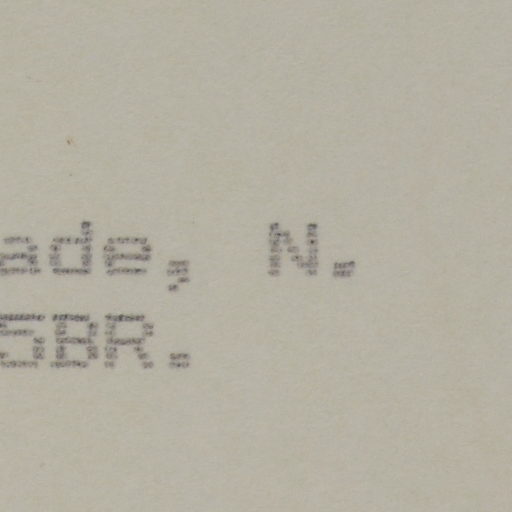 ade, N.
SBR.